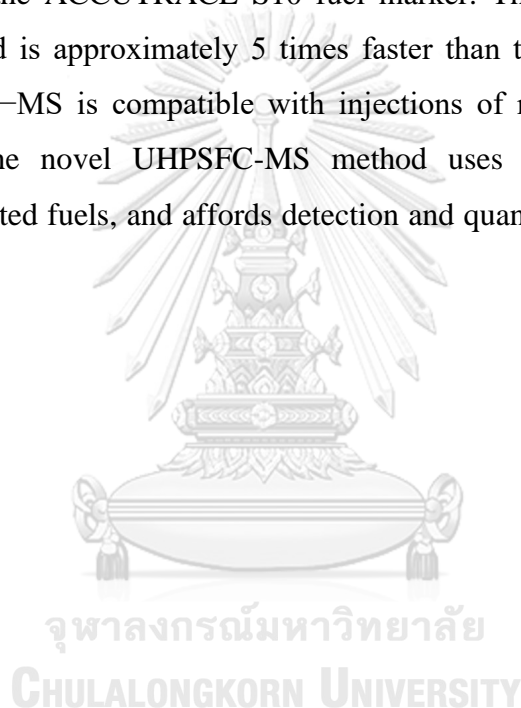 the ACCUTRACE S10 fuel marker. Th
d is approximately 5 times faster than t
−MS is compatible with injections of
ne novel UHPSFC-MS method uses
ted fuels, and affords detection and quan
จุฬาลงกรณ์มหาวิทยาลัย
CHULALONGKORN UNIVERSITY